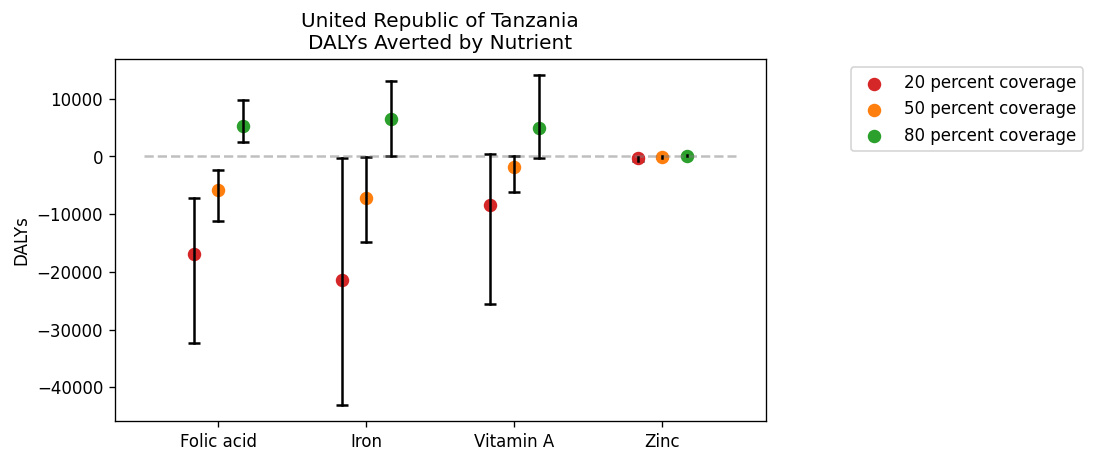 United Republic of Tanzania
DALYs Averted by Nutrient
20 percent coverage
50 percent coverage
80 percent coverage
DALYs
10000
0
−10000
−20000
−30000
−40000
Folic acid
Iron
Vitamin A
Zinc